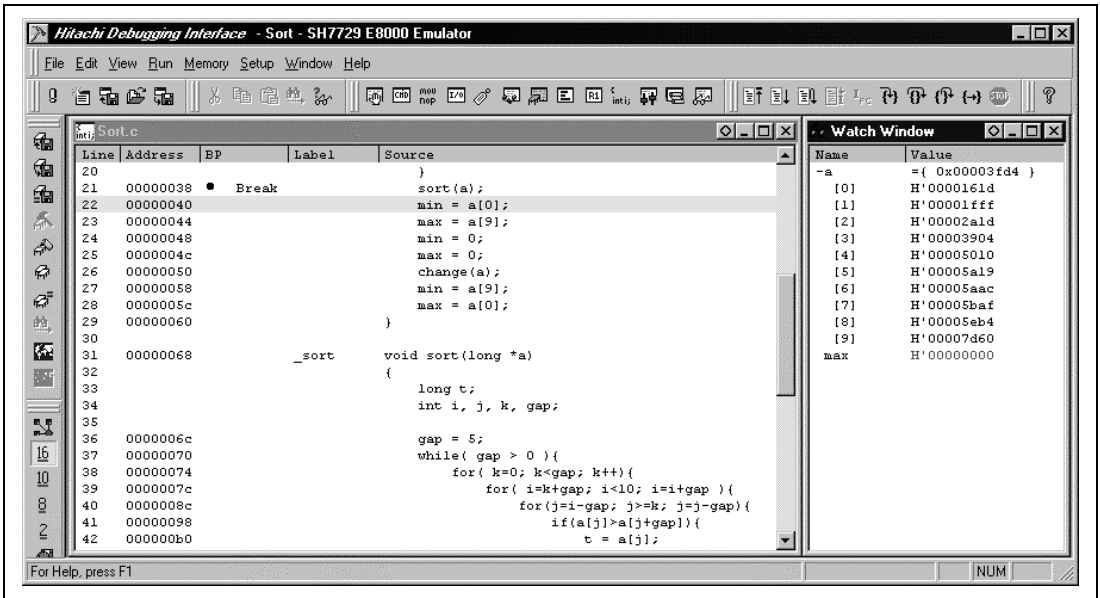 Hitachi Debugging Interface - Sort - SH7729 E8000 Emulator
File Edit View Run Memory Setup Window Help
Sort.c
Line Address BP Label Source
20 }
21 00000038 ● Break sort(a);
22 00000040 min = a[0];
23 00000044 max = a[9];
24 00000048 min = 0;
25 0000004c max = 0;
26 00000050 change(a);
27 00000058 min = a[9];
28 0000005c max = a[0];
29 00000060 }
30
31 00000068 _sort void sort(long *a)
32 {
33 long t;
34 int i, j, k, gap;
35
36 0000006c gap = 5;
37 00000070 while( gap > 0 ){
38 00000074 for( k=0; k<gap; k++){
39 0000007c for( i=k+gap; i<10; i=i+gap ){
40 0000008c for(j=i-gap; j>=k; j=j-gap){
41 00000098 if(a[j]>a[j+gap]){
42 000000b0 t = a[j];
Watch Window
Name Value
-a ={ 0x00003fd4 }
[0] H'0000161d
[1] H'00001fff
[2] H'00002a1d
[3] H'00003904
[4] H'00005010
[5] H'00005a19
[6] H'00005aac
[7] H'00005baf
[8] H'00005eb4
[9] H'00007d60
max H'00000000
16
10
8
2
For Help, press F1
NUM